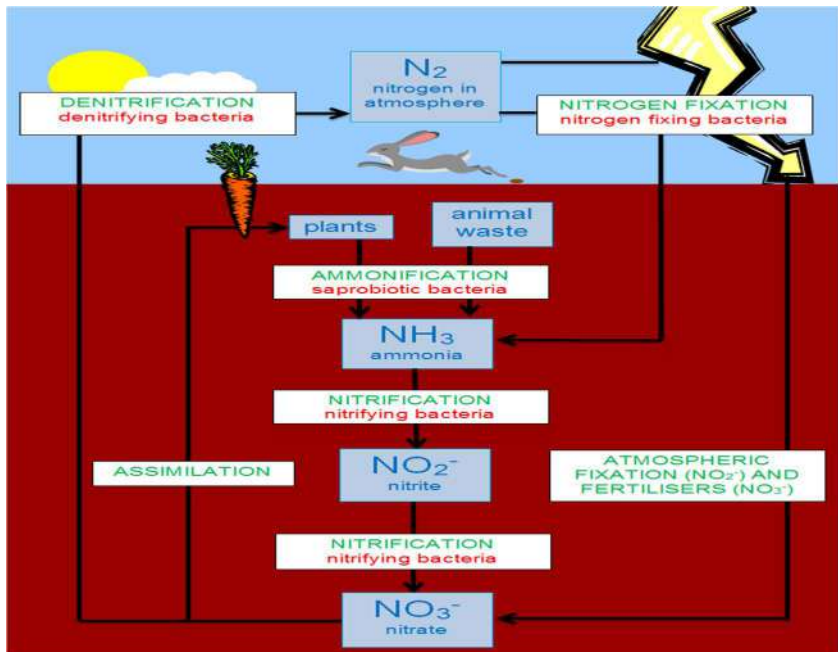 N₂
nitrogen in
atmosphere
DENITRIFICATION
denitrifying bacteria
NITROGEN FIXATION
nitrogen fixing bacteria
plants
animal
waste
AMMONIFICATION
saprobiotic bacteria
NH₃
ammonia
NITRIFICATION
nitrifying bacteria
NO₂⁻
nitrite
ASSIMILATION
ATMOSPHERIC
FIXATION (NO₂⁻) AND
FERTILISERS (NO₃⁻)
NITRIFICATION
nitrifying bacteria
NO₃⁻
nitrate